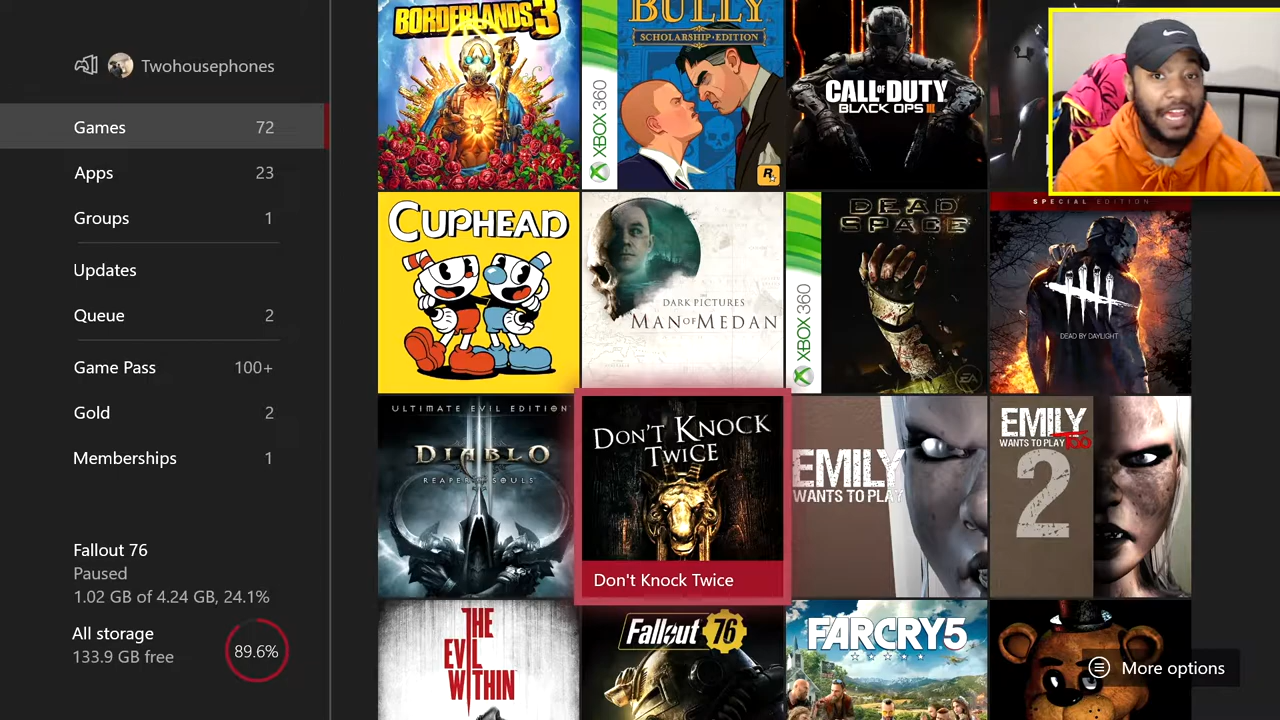 Twohousephones
Games 72
Apps 23
Groups 1
Updates
Queue 2
Game Pass 100+
Gold 2
Memberships 1
Fallout 76
Paused
1.02 GB of 4.24 GB, 24.1%
All storage
133.9 GB free
89.6%
BORDERLANDS 3
XBOX 360
BULLY
SCHOLARSHIP·EDITION
R
CALL OF DUTY
BLACK OPS III
CUPHEAD
THE
DARK PICTURES
MAN OF MEDAN
XBOX 360
DEAD
SPACE
EA
SPECIAL EDITION
DEAD BY DAYLIGHT
ULTIMATE EVIL EDITION
DIABLO
REAPER OF SOULS
DON'T KNOCK
TWICE
Don't Knock Twice
EMILY
WANTS TO PLAY
EMILY
WANTS TO PLAY TOO
2
THE
EVIL
WITHIN
Fallout 76
FARCRY5
More options